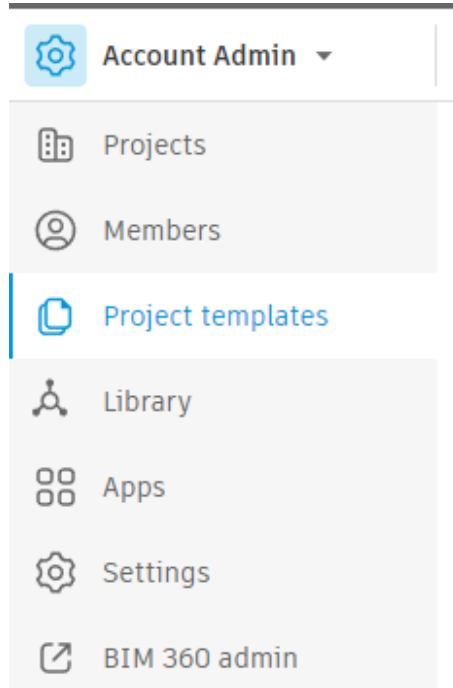 Account Admin
Projects
Members
Project templates
Library
Apps
Settings
BIM 360 admin